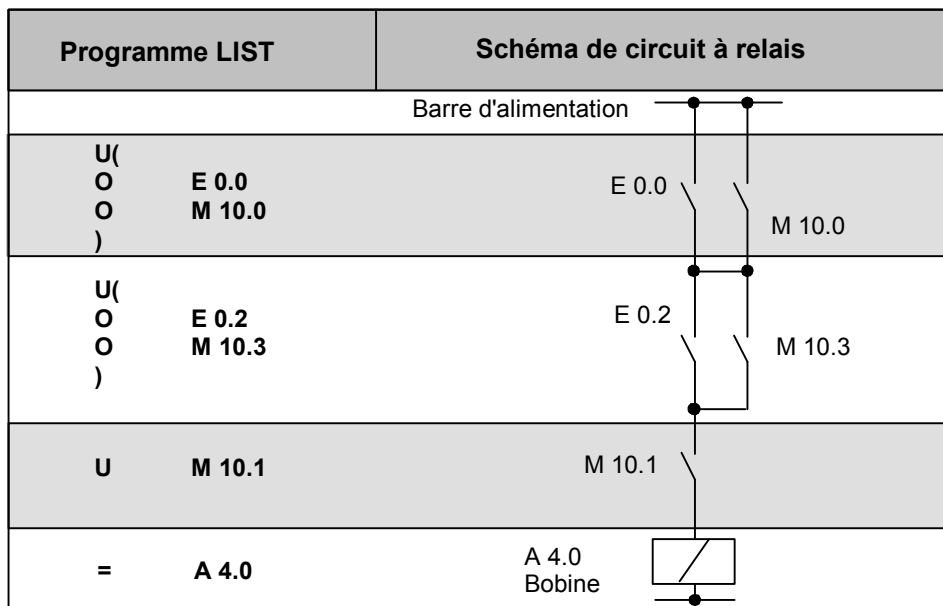 Programme LIST
Schéma de circuit à relais
Barre d'alimentation
U(
O E 0.0
O M 10.0
)
E 0.0
M 10.0
U(
O E 0.2
O M 10.3
)
E 0.2
M 10.3
U M 10.1
M 10.1
= A 4.0
A 4.0
Bobine